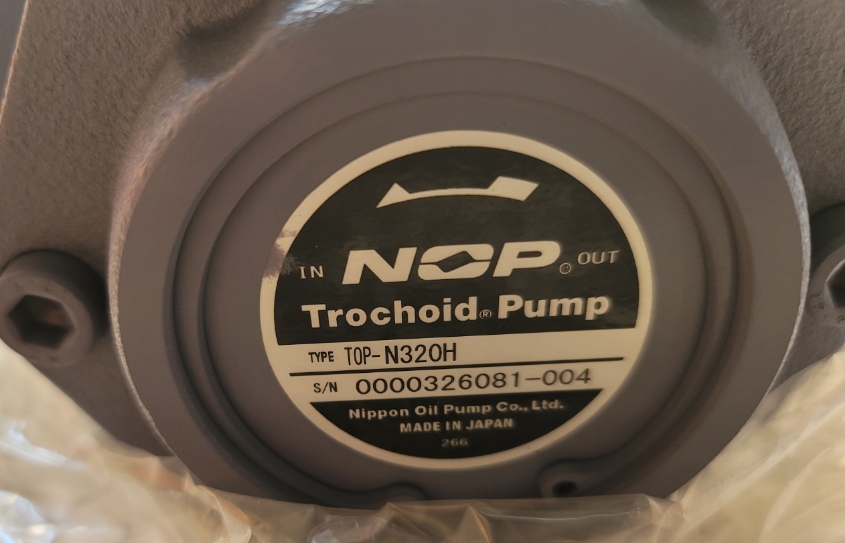 IN NOP® OUT
Trochoid® Pump
TYPE TOP-N320H
S/N 0000326081-004
Nippon Oil Pump Co., Ltd.
MADE IN JAPAN
266